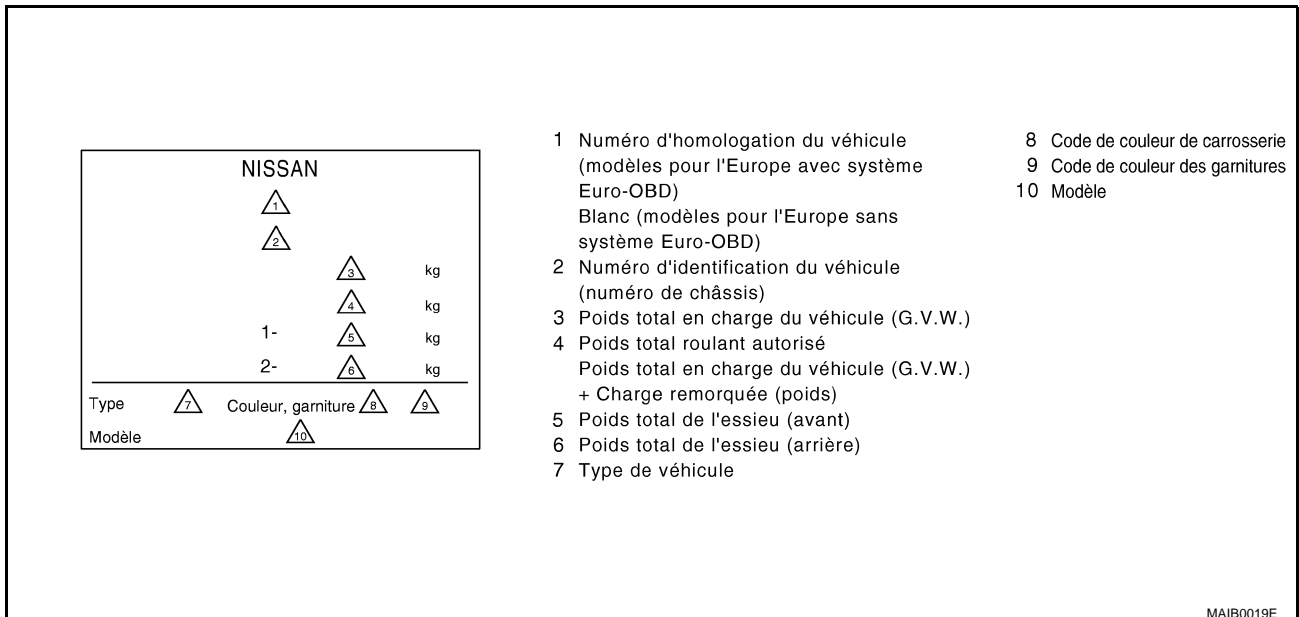 NISSAN
1
2
3 kg
4 kg
1- 5 kg
2- 6 kg
Type 7 Couleur, garniture 8 9
Modèle 10
1 Numéro d'homologation du véhicule
(modèles pour l'Europe avec système
Euro-OBD)
Blanc (modèles pour l'Europe sans
système Euro-OBD)
2 Numéro d'identification du véhicule
(numéro de châssis)
3 Poids total en charge du véhicule (G.V.W.)
4 Poids total roulant autorisé
Poids total en charge du véhicule (G.V.W.)
+ Charge remorquée (poids)
5 Poids total de l'essieu (avant)
6 Poids total de l'essieu (arrière)
7 Type de véhicule
8 Code de couleur de carrosserie
9 Code de couleur des garnitures
10 Modèle
MAIB0019E